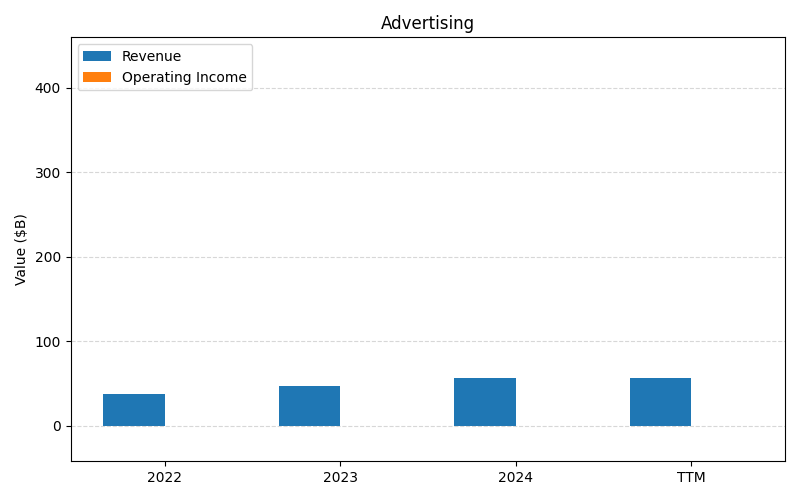 Advertising
Revenue
Operating Income
Value ($B)
400
300
200
100
0
2022 2023 2024 TTM